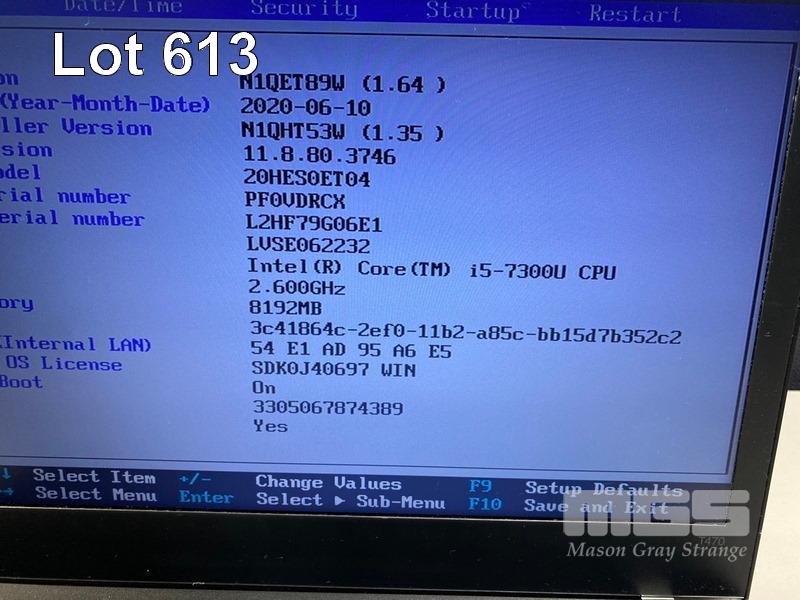 Date/Time Security Startup Restart
Lot 613
on N1QET89W (1.64 )
(Year-Month-Date) 2020-06-10
ller Version N1QHT53W (1.35 )
sion 11.8.80.3746
odel 20HES0ET04
rial number PF0VDRCX
erial number L2HF79G06E1
LVSE062232
Intel(R) Core(TM) i5-7300U CPU
2.600GHz
ory 8192MB
3c41864c-2ef0-11b2-a85c-bb15d7b352c2
(Internal LAN) 54 E1 AD 95 A6 E5
OS License SDK0J40697 WIN
Boot On
3305067874389
Yes
↓ Select Item +/- Change Values F9 Setup Defaults
→ Select Menu Enter Select ▶ Sub-Menu F10 Save and Exit
MGS
T470
Mason Gray Strange